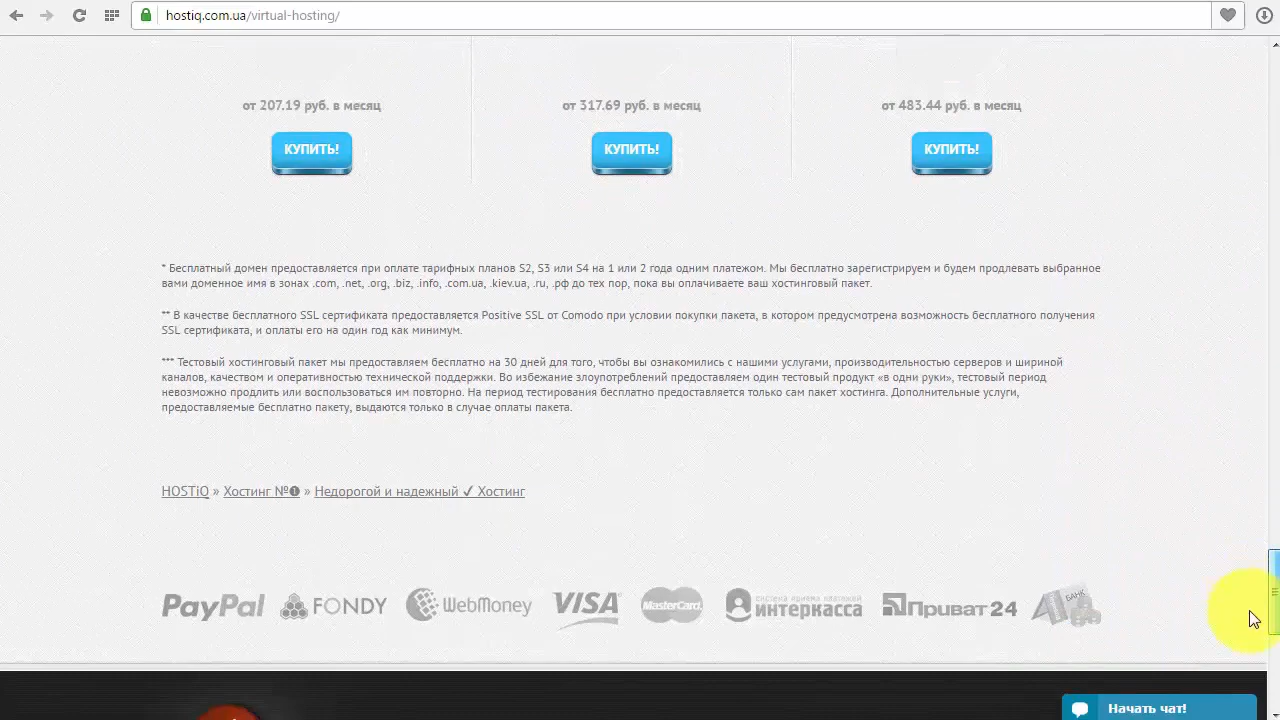 hostiq.com.ua/virtual-hosting/
от 207.19 руб. в месяц
от 317.69 руб. в месяц
от 483.44 руб. в месяц
КУПИТЬ!
КУПИТЬ!
КУПИТЬ!
* Бесплатный домен предоставляется при оплате тарифных планов S2, S3 или S4 на 1 или 2 года одним платежом. Мы бесплатно зарегистрируем и будем продлевать выбранное
вами доменное имя в зонах .com, .net, .org, .biz, .info, .com.ua, .kiev.ua, .ru, .рф до тех пор, пока вы оплачиваете ваш хостинговый пакет.
** В качестве бесплатного SSL сертификата предоставляется Positive SSL от Comodo при условии покупки пакета, в котором предусмотрена возможность бесплатного получения
SSL сертификата, и оплаты его на один год как минимум.
*** Тестовый хостинговый пакет мы предоставляем бесплатно на 30 дней для того, чтобы вы ознакомились с нашими услугами, производительностью серверов и шириной
каналов, качеством и оперативностью технической поддержки. Во избежание злоупотреблений предоставляем один тестовый продукт «в одни руки», тестовый период
невозможно продлить или воспользоваться им повторно. На период тестирования бесплатно предоставляется только сам пакет хостинга. Дополнительные услуги,
предоставляемые бесплатно пакету, выдаются только в случае оплаты пакета.
HOSTiQ » Хостинг №❶ » Недорогой и надежный ✔ Хостинг
PayPal FONDY WebMoney VISA MasterCard система приема платежей интеркасса Приват24 БАНК
Начать чат!